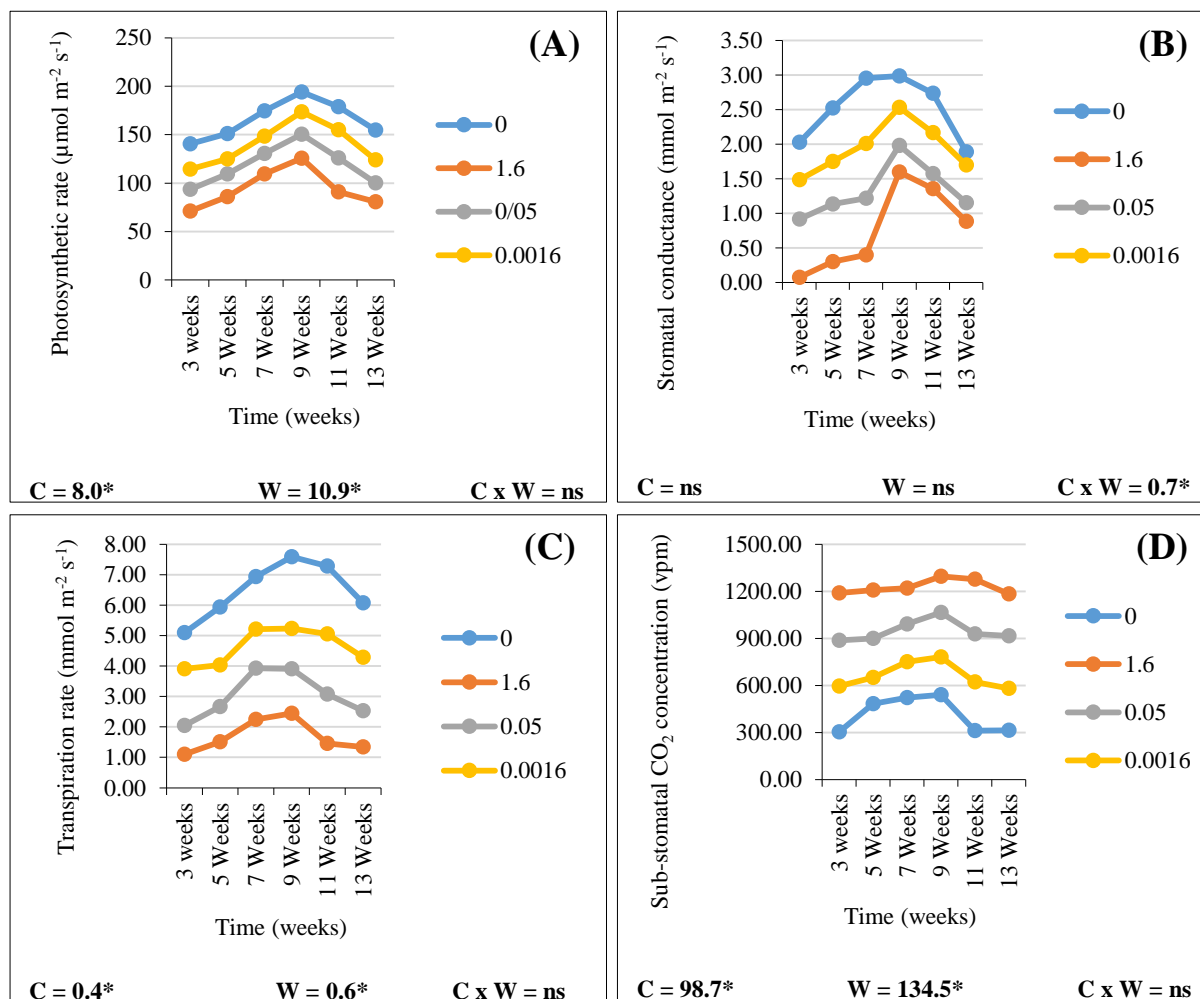 (A)
Photosynthetic rate (µmol m⁻² s⁻¹)
250
200
150
100
50
0
3 weeks
5 Weeks
7 Weeks
9 Weeks
11 Weeks
13 Weeks
Time (weeks)
0
1.6
0/05
0.0016
C = 8.0* W = 10.9* C x W = ns
(B)
Stomatal conductance (mmol m⁻² s⁻¹)
3.50
3.00
2.50
2.00
1.50
1.00
0.50
0.00
3 weeks
5 Weeks
7 Weeks
9 Weeks
11 Weeks
13 Weeks
Time (weeks)
0
1.6
0.05
0.0016
C = ns W = ns C x W = 0.7*
(C)
Transpiration rate (mmol m⁻² s⁻¹)
8.00
7.00
6.00
5.00
4.00
3.00
2.00
1.00
0.00
3 weeks
5 Weeks
7 Weeks
9 Weeks
11 Weeks
13 Weeks
Time (weeks)
0
1.6
0.05
0.0016
C = 0.4* W = 0.6* C x W = ns
(D)
Sub-stomatal CO₂ concentration (vpm)
1500.00
1200.00
900.00
600.00
300.00
0.00
3 weeks
5 Weeks
7 Weeks
9 Weeks
11 Weeks
13 Weeks
Time (weeks)
0
1.6
0.05
0.0016
C = 98.7* W = 134.5* C x W = ns